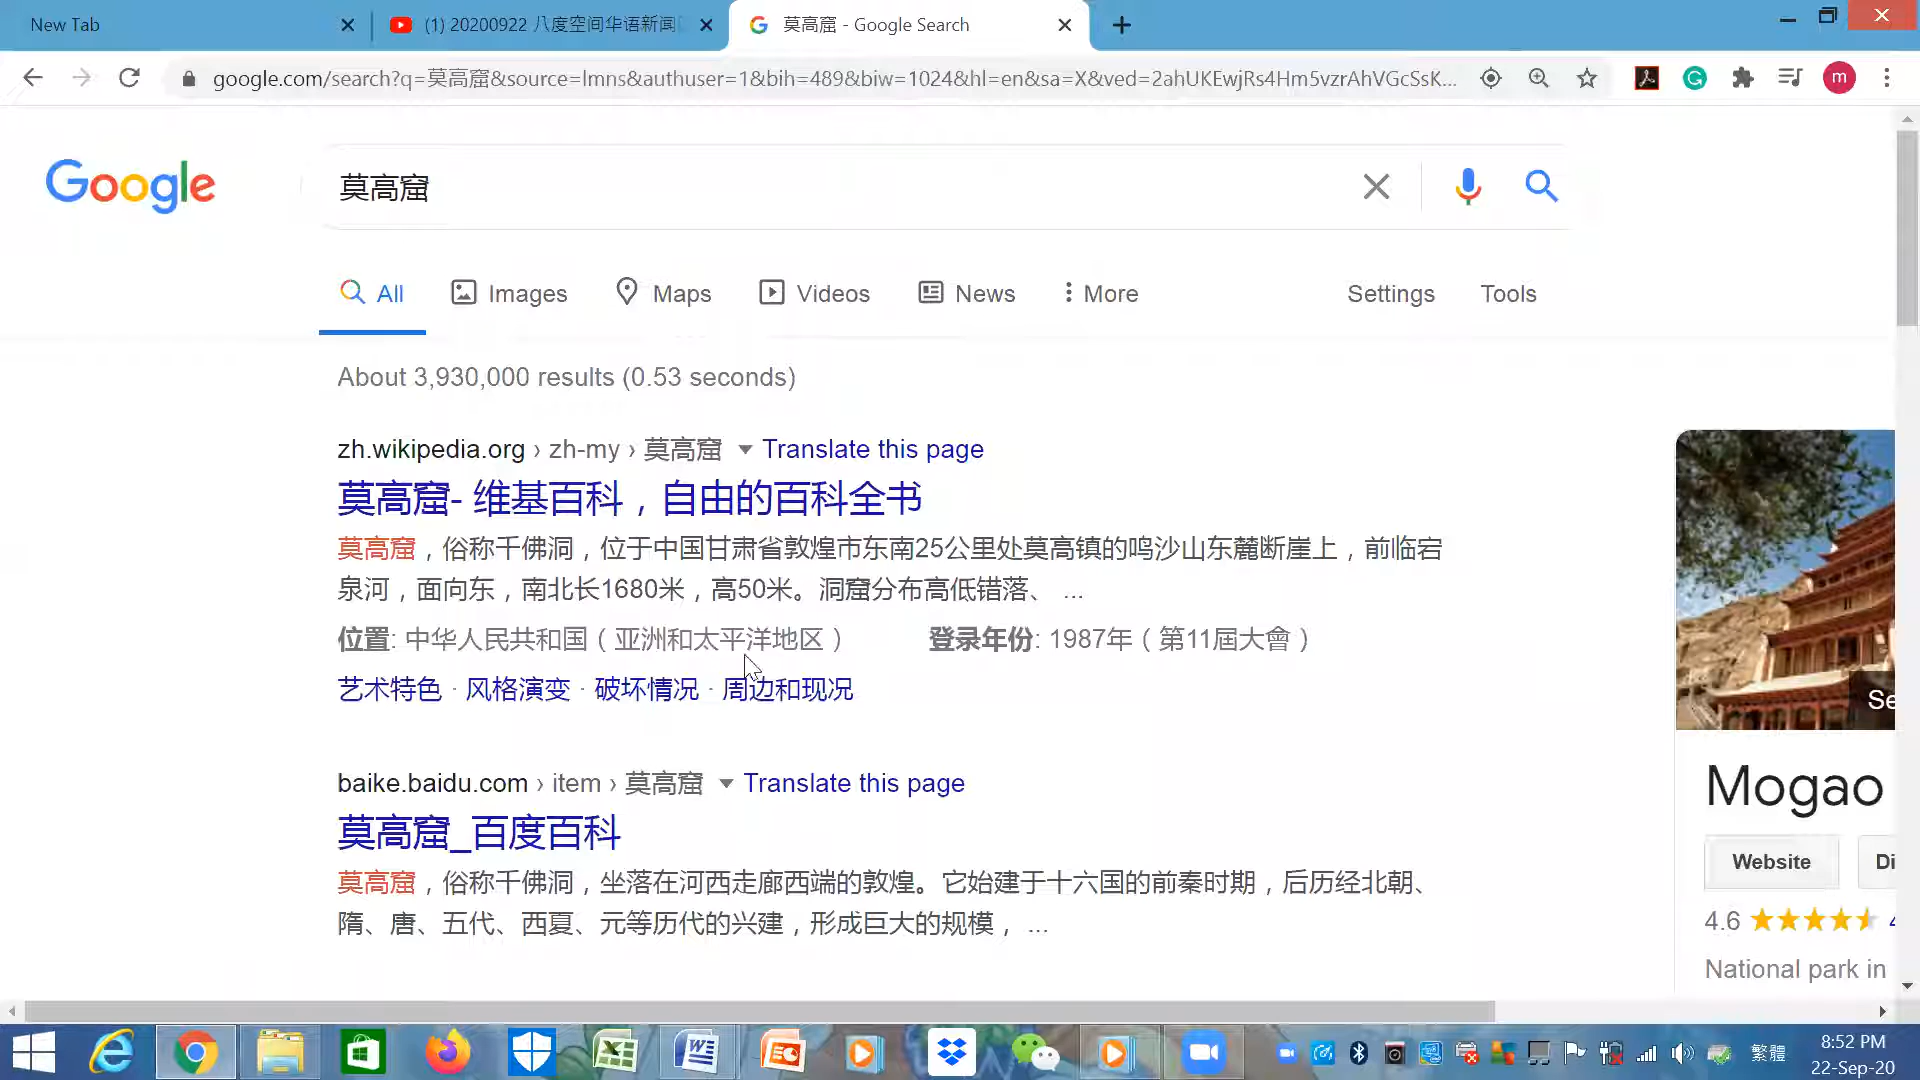 New Tab
(1) 20200922 八度空间华语新闻
莫高窟 - Google Search
google.com/search?q=莫高窟&source=lmns&authuser=1&bih=489&biw=1024&hl=en&sa=X&ved=2ahUKEwjRs4Hm5vzrAhVGcSsK...
m
Google
莫高窟
All
Images
Maps
Videos
News
More
Settings
Tools
About 3,930,000 results (0.53 seconds)
zh.wikipedia.org › zh-my › 莫高窟 Translate this page
莫高窟- 维基百科，自由的百科全书
莫高窟，俗称千佛洞，位于中国甘肃省敦煌市东南25公里处莫高镇的鸣沙山东麓断崖上，前临宕
泉河，面向东，南北长1680米，高50米。洞窟分布高低错落、 ...
位置: 中华人民共和国（亚洲和太平洋地区） 登录年份: 1987年（第11屆大會）
艺术特色 · 风格演变 · 破坏情况 · 周边和现况
baike.baidu.com › item › 莫高窟 Translate this page
莫高窟_百度百科
莫高窟，俗称千佛洞，坐落在河西走廊西端的敦煌。它始建于十六国的前秦时期，后历经北朝、
隋、唐、五代、西夏、元等历代的兴建，形成巨大的规模， ...
Se
Mogao
Website
Di
4.6
National park in
繁體
8:52 PM
22-Sep-20